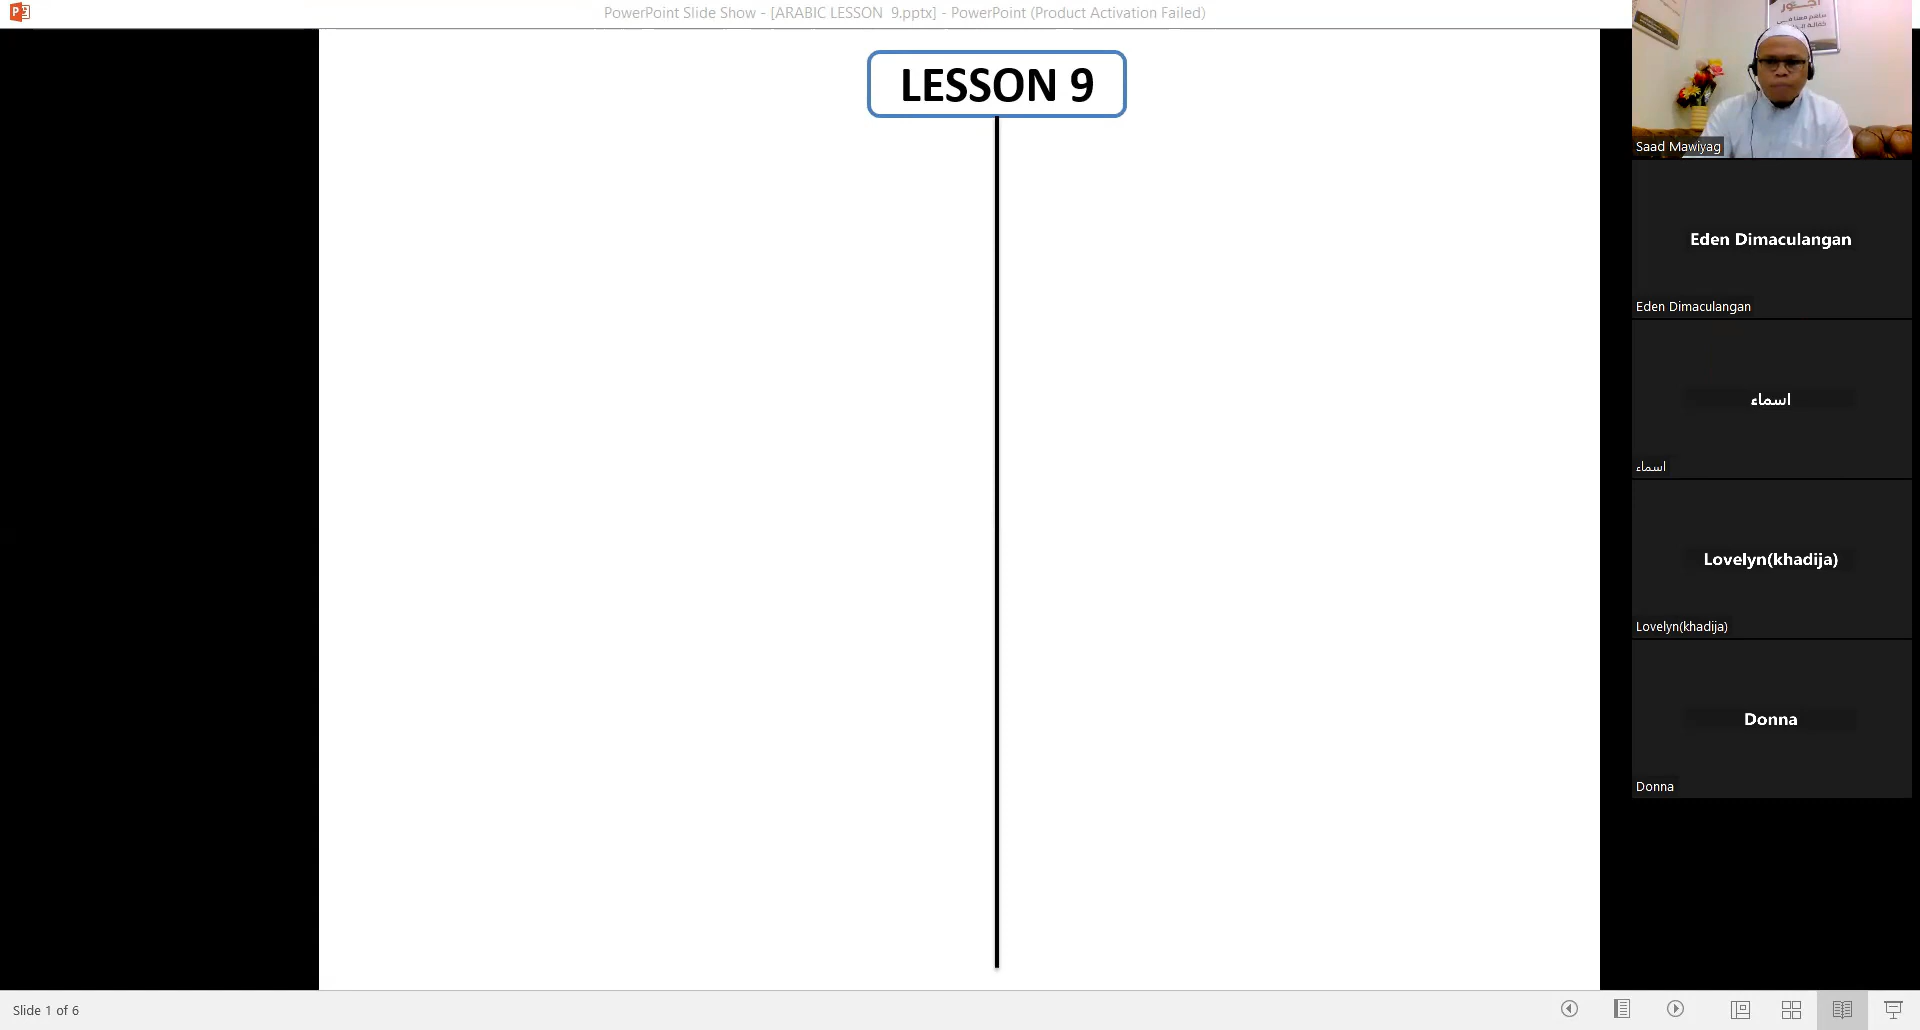 PowerPoint Slide Show - [ARABIC LESSON  9.pptx] - PowerPoint (Product Activation Failed)
LESSON 9
أجور
Saad Mawiyag
Eden Dimaculangan
Eden Dimaculangan
اسماء
اسماء
Lovelyn(khadija)
Lovelyn(khadija)
Donna
Donna
Slide 1 of 6